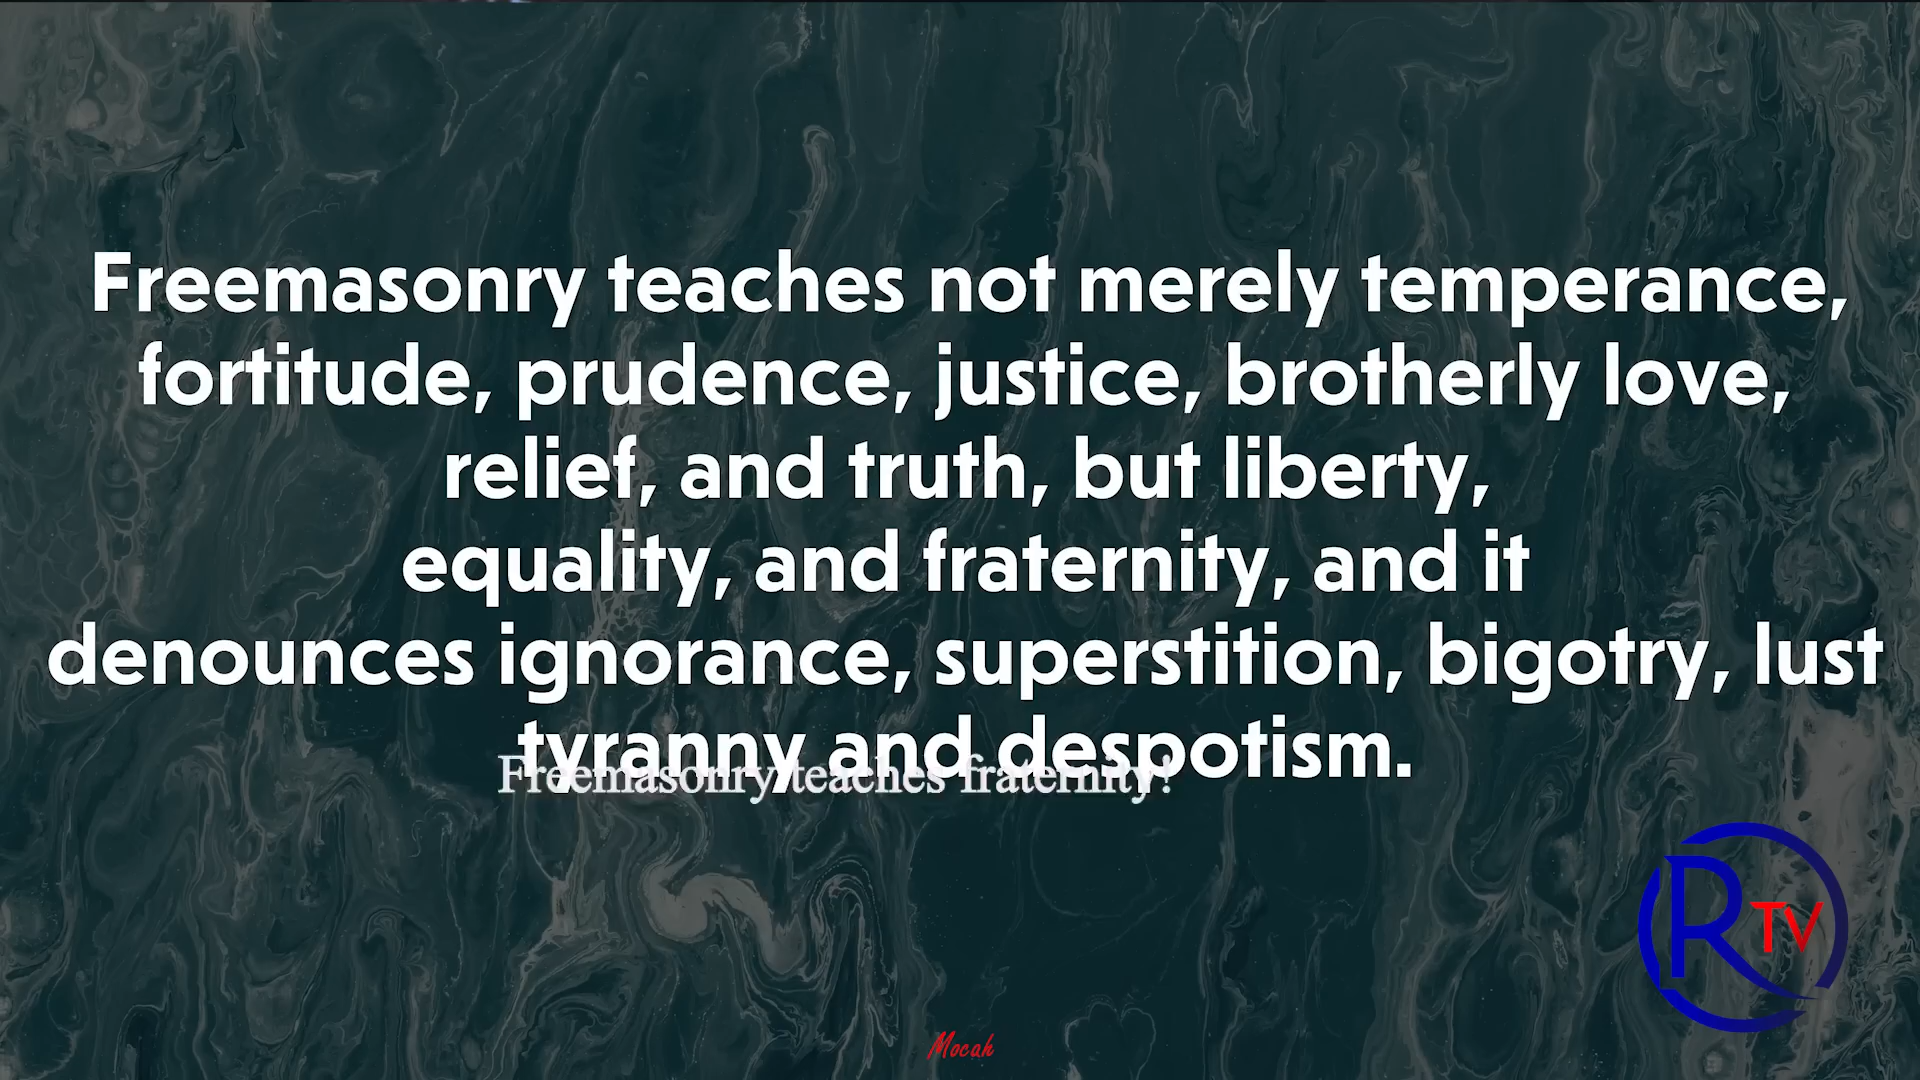 Freemasonry teaches not merely temperance,
fortitude, prudence, justice, brotherly love,
relief, and truth, but liberty,
equality, and fraternity, and it
denounces ignorance, superstition, bigotry, lust
tyranny and despotism.
Freemasonry teaches fraternity!
R TV
Mocah